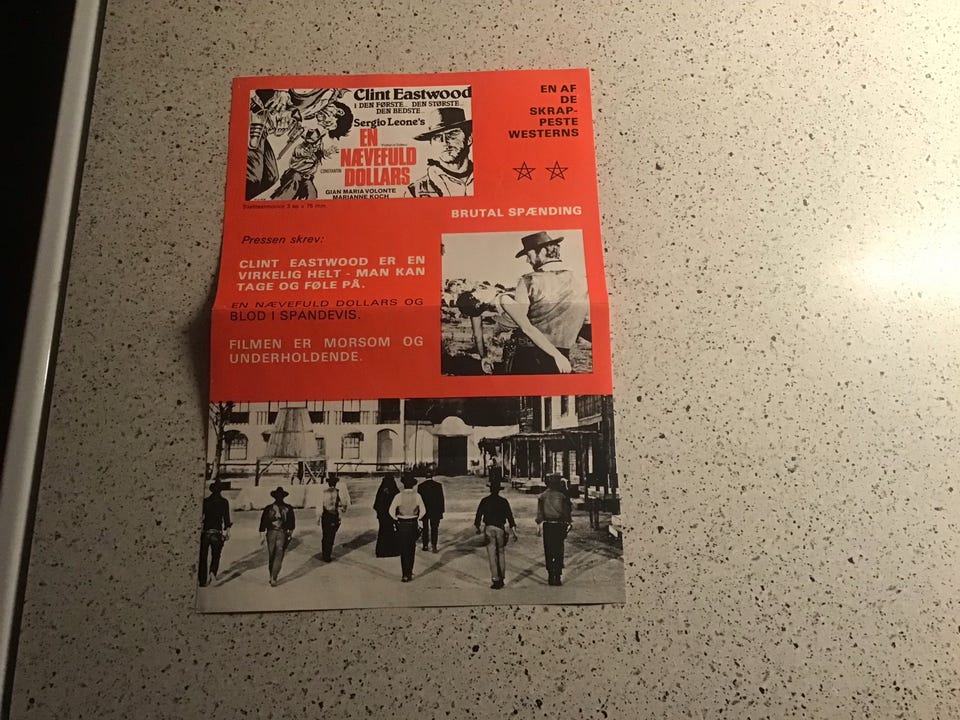 Clint Eastwood
I DEN FØRSTE... DEN STØRSTE...
DEN BEDSTE
Sergio Leone's
EN
NÆVEFULD
DOLLARS
CONSTANTIN
GIAN MARIA VOLONTE
MARIANNE KOCH
EN AF
DE
SKRAP-
PESTE
WESTERNS
BRUTAL SPÆNDING
Pressen skrev:
CLINT EASTWOOD ER EN
VIRKELIG HELT - MAN KAN
TAGE OG FØLE PÅ.
EN NÆVEFULD DOLLARS OG
BLOD I SPANDEVIS.
FILMEN ER MORSOM OG
UNDERHOLDENDE.